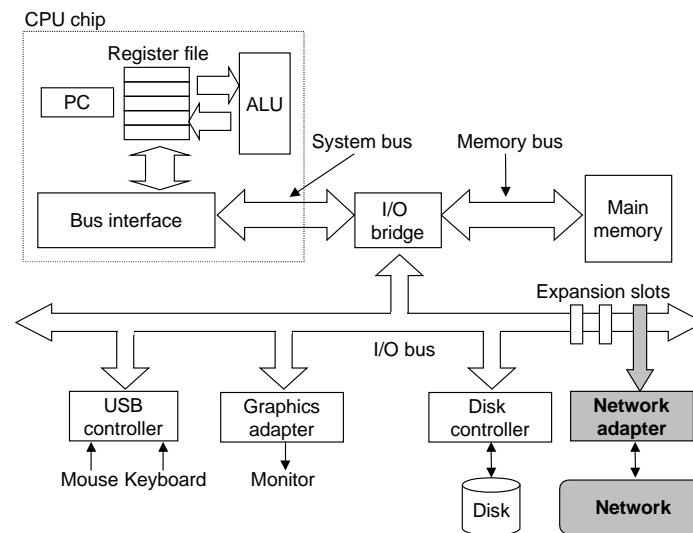 CPU chip
Register file
PC
ALU
System bus
Memory bus
Bus interface
I/O
bridge
Main
memory
Expansion slots
I/O bus
USB
controller
Graphics
adapter
Disk
controller
Network
adapter
Mouse Keyboard
Monitor
Disk
Network